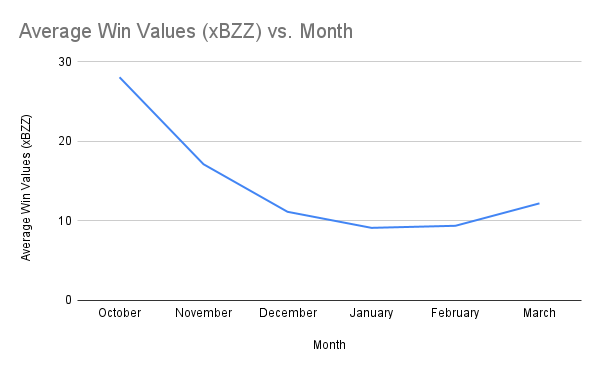 Average Win Values (xBZZ) vs. Month
30
20
10
0
Average Win Values (xBZZ)
October November December January February March
Month